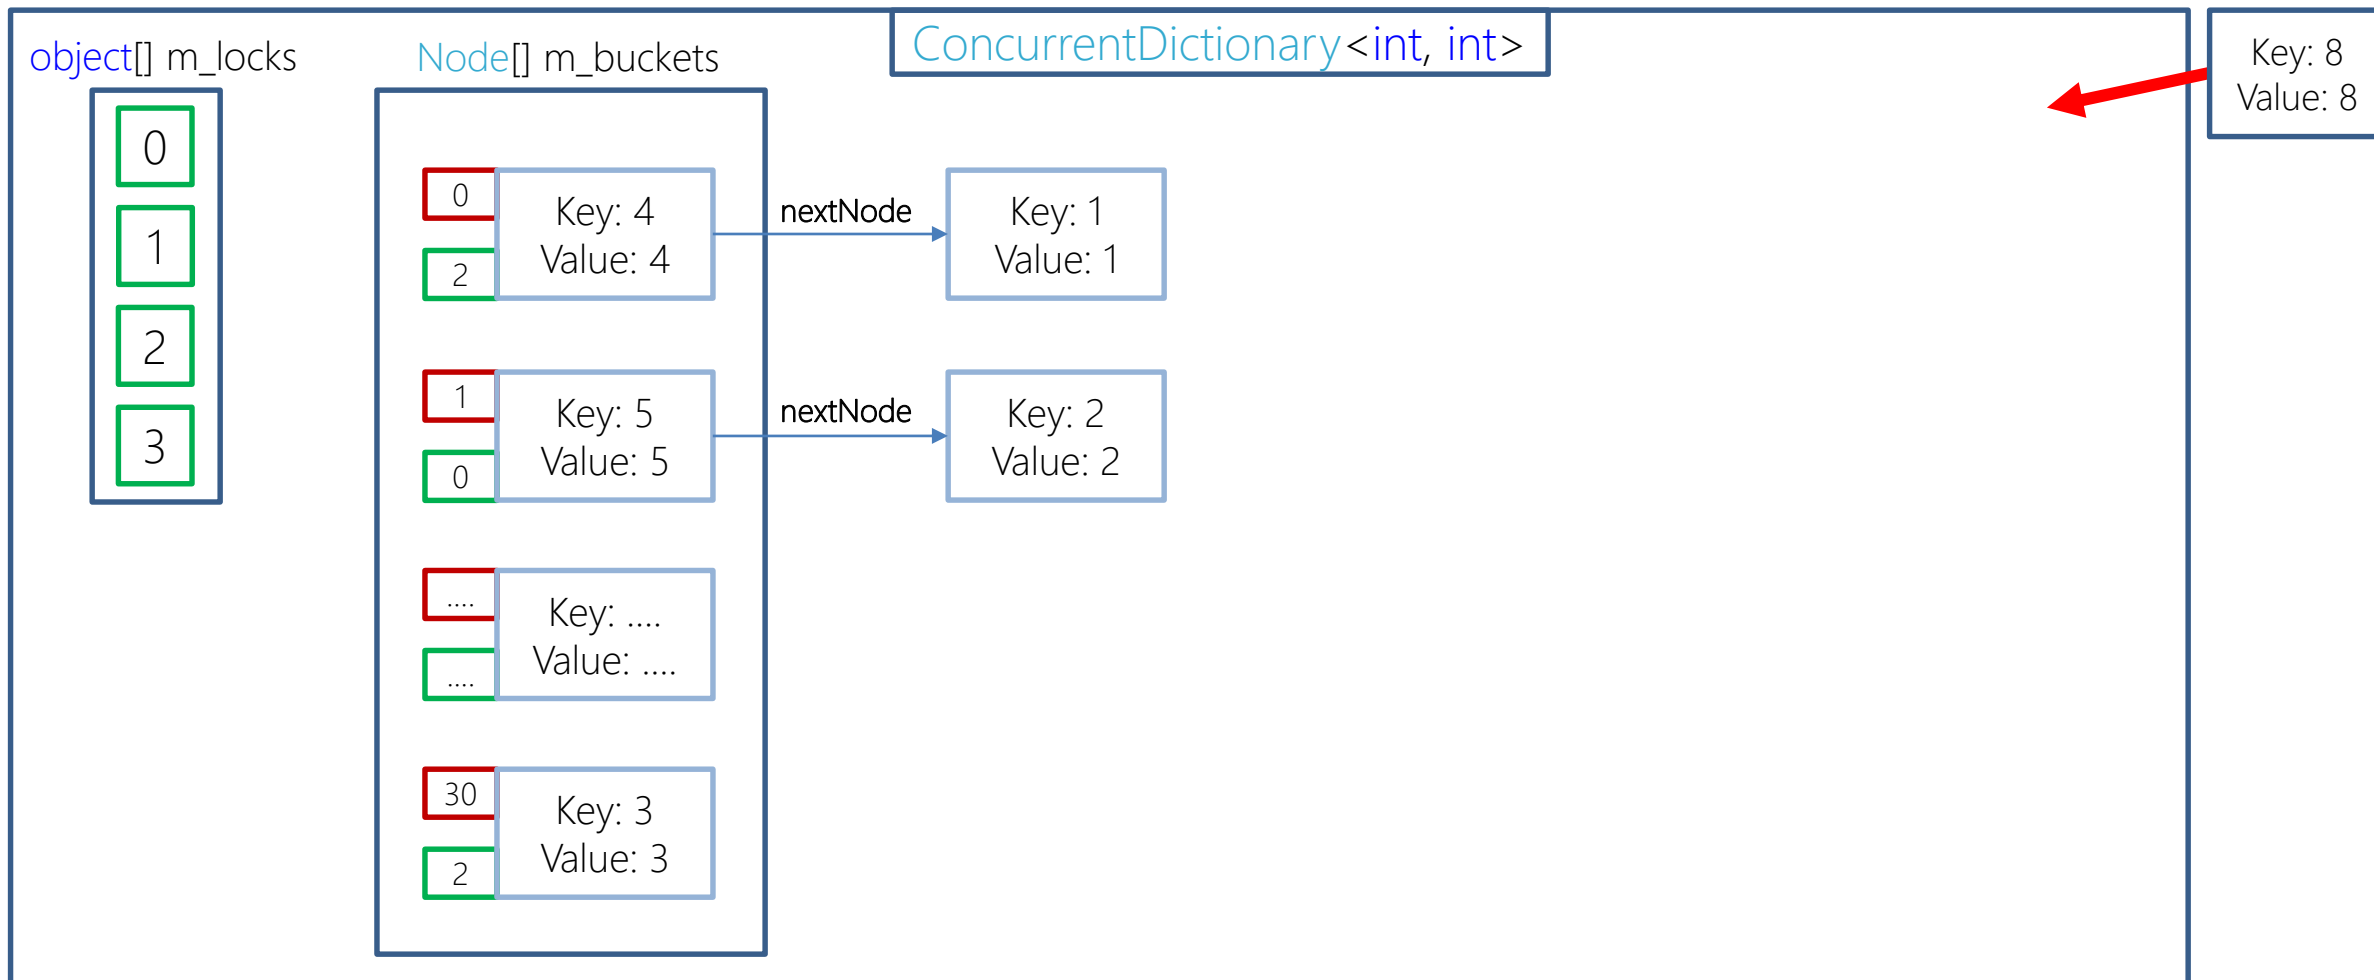 ConcurrentDictionary<int, int>
object[] m_locks
0
1
2
3
Node[] m_buckets
0
2
Key: 4
Value: 4
nextNode
Key: 1
Value: 1
1
0
Key: 5
Value: 5
nextNode
Key: 2
Value: 2
....
....
Key: ....
Value: ....
30
2
Key: 3
Value: 3
Key: 8
Value: 8